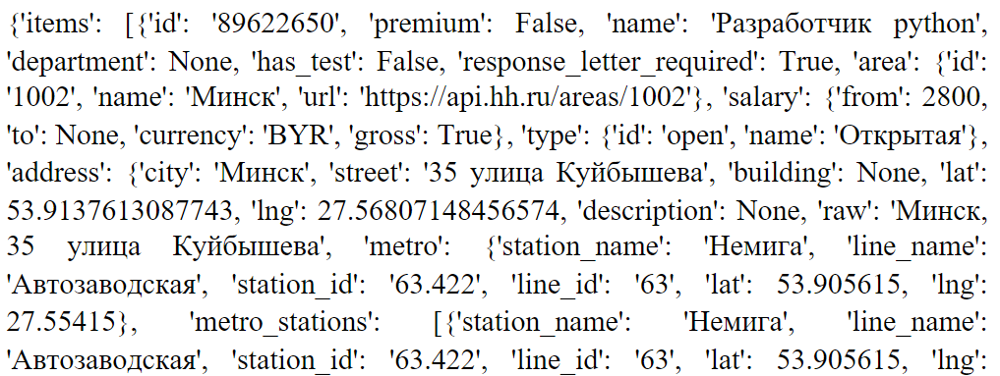 {'items': [{'id': '89622650', 'premium': False, 'name': 'Разработчик python',
'department': None, 'has_test': False, 'response_letter_required': True, 'area': {'id':
'1002', 'name': 'Минск', 'url': 'https://api.hh.ru/areas/1002'}, 'salary': {'from': 2800,
'to': None, 'currency': 'BYR', 'gross': True}, 'type': {'id': 'open', 'name': 'Открытая'},
'address': {'city': 'Минск', 'street': '35 улица Куйбышева', 'building': None, 'lat':
53.9137613087743, 'lng': 27.56807148456574, 'description': None, 'raw': 'Минск,
35 улица Куйбышева', 'metro': {'station_name': 'Немига', 'line_name':
'Автозаводская', 'station_id': '63.422', 'line_id': '63', 'lat': 53.905615, 'lng':
27.55415}, 'metro_stations': [{'station_name': 'Немига', 'line_name':
'Автозаводская', 'station_id': '63.422', 'line_id': '63', 'lat': 53.905615, 'lng':